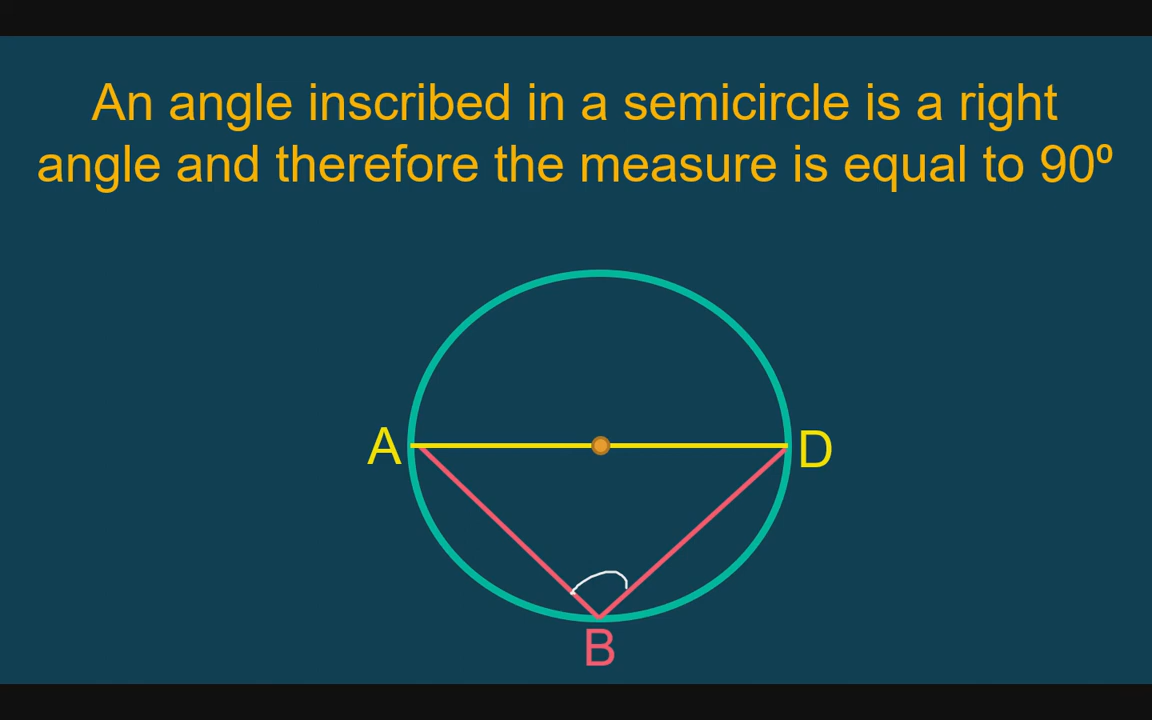 An angle inscribed in a semicircle is a right
angle and therefore the measure is equal to 90º
A
D
B